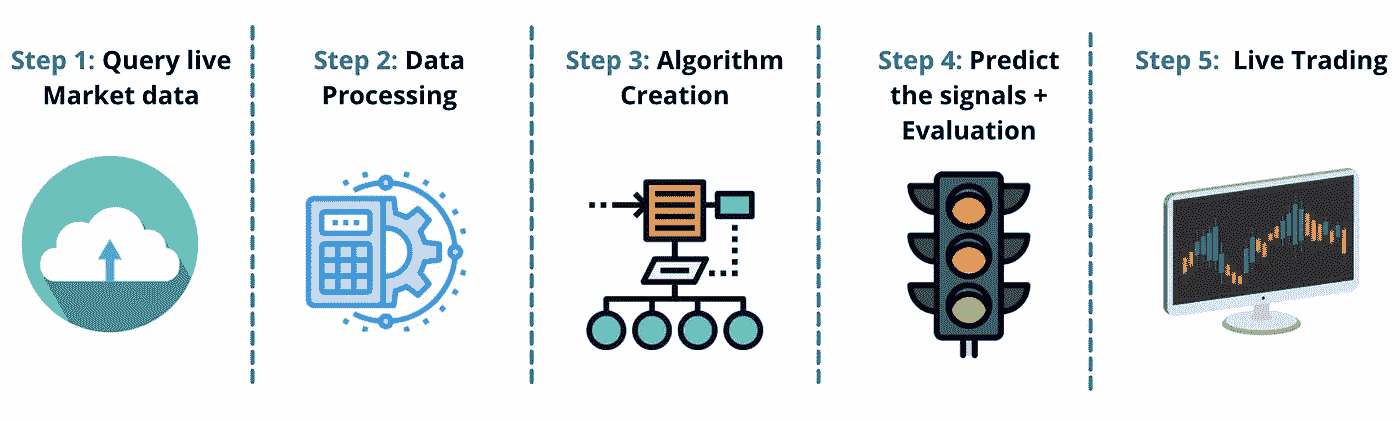 Step 1: Query live
Market data
Step 2: Data
Processing
Step 3: Algorithm
Creation
Step 4: Predict
the signals +
Evaluation
Step 5: Live Trading